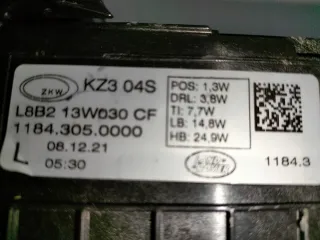 ZKW KZ3 04S
L8B2 13W030 CF
1184.305.0000
08.12.21
L 05:30
POS: 1,3W
DRL: 3,8W
TI: 7,7W
LB: 14,8W
HB: 24,9W
1184.3